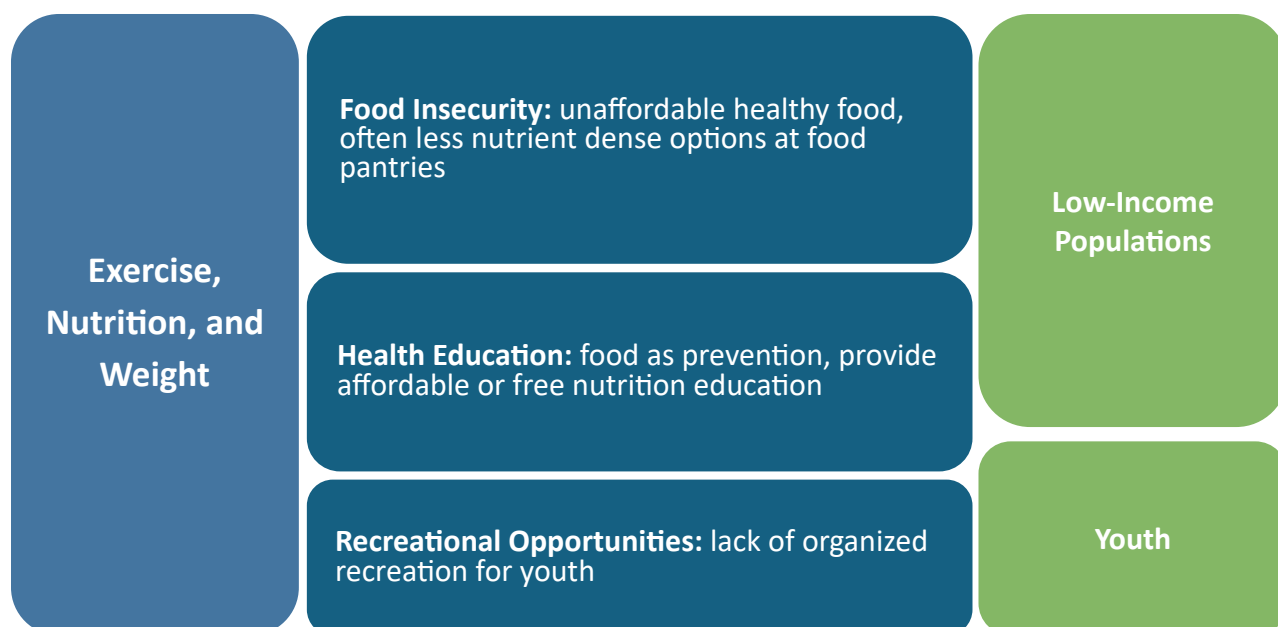 Exercise,
Nutrition, and
Weight
Food Insecurity: unaffordable healthy food,
often less nutrient dense options at food
pantries
Health Education: food as prevention, provide
affordable or free nutrition education
Recreational Opportunities: lack of organized
recreation for youth
Low-Income
Populations
Youth